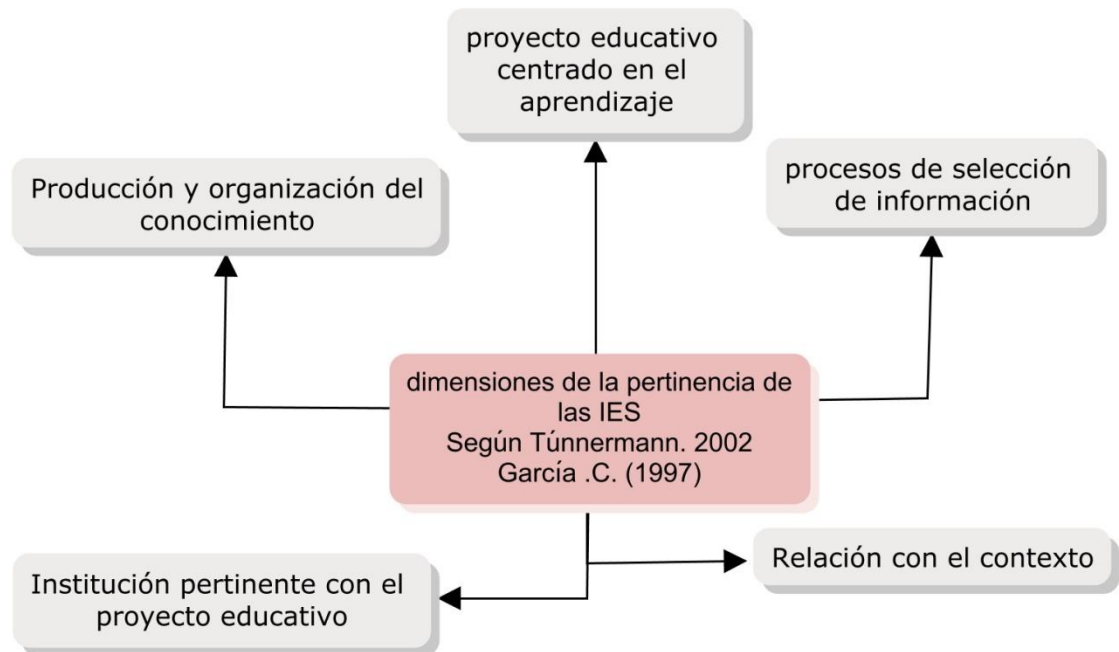 proyecto educativo
centrado en el
aprendizaje
Producción y organización del
conocimiento
procesos de selección
de información
dimensiones de la pertinencia de
las IES
Según Túnnermann. 2002
García .C. (1997)
Institución pertinente con el
proyecto educativo
Relación con el contexto